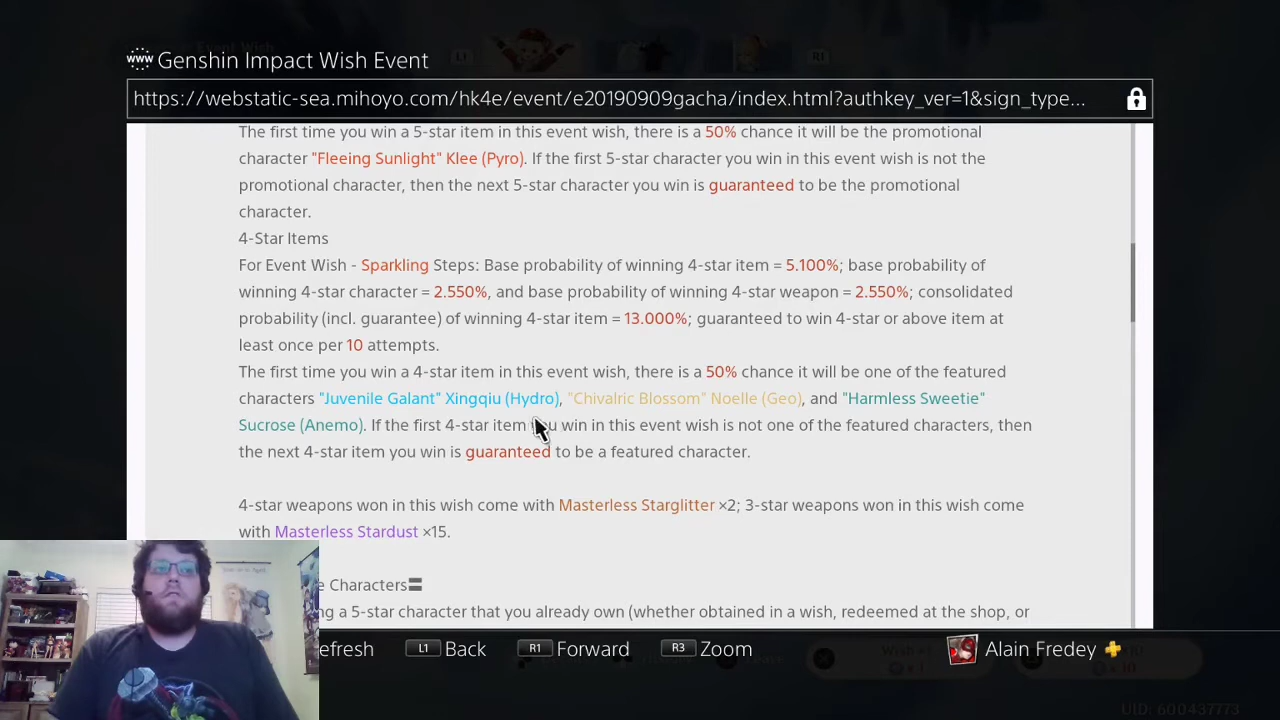 Genshin Impact Wish Event
https://webstatic-sea.mihoyo.com/hk4e/event/e20190909gacha/index.html?authkey_ver=1&sign_type...
The first time you win a 5-star item in this event wish, there is a 50% chance it will be the promotional
character "Fleeing Sunlight" Klee (Pyro). If the first 5-star character you win in this event wish is not the
promotional character, then the next 5-star character you win is guaranteed to be the promotional
character.
4-Star Items
For Event Wish - Sparkling Steps: Base probability of winning 4-star item = 5.100%; base probability of
winning 4-star character = 2.550%, and base probability of winning 4-star weapon = 2.550%; consolidated
probability (incl. guarantee) of winning 4-star item = 13.000%; guaranteed to win 4-star or above item at
least once per 10 attempts.
The first time you win a 4-star item in this event wish, there is a 50% chance it will be one of the featured
characters "Juvenile Galant" Xingqiu (Hydro), "Chivalric Blossom" Noelle (Geo), and "Harmless Sweetie"
Sucrose (Anemo). If the first 4-star item you win in this event wish is not one of the featured characters, then
the next 4-star item you win is guaranteed to be a featured character.
4-star weapons won in this wish come with Masterless Starglitter ×2; 3-star weapons won in this wish come
with Masterless Stardust ×15.
e Characters〓
ng a 5-star character that you already own (whether obtained in a wish, redeemed at the shop, or
efresh L1 Back R1 Forward R3 Zoom Alain Fredey
UID: 600437773